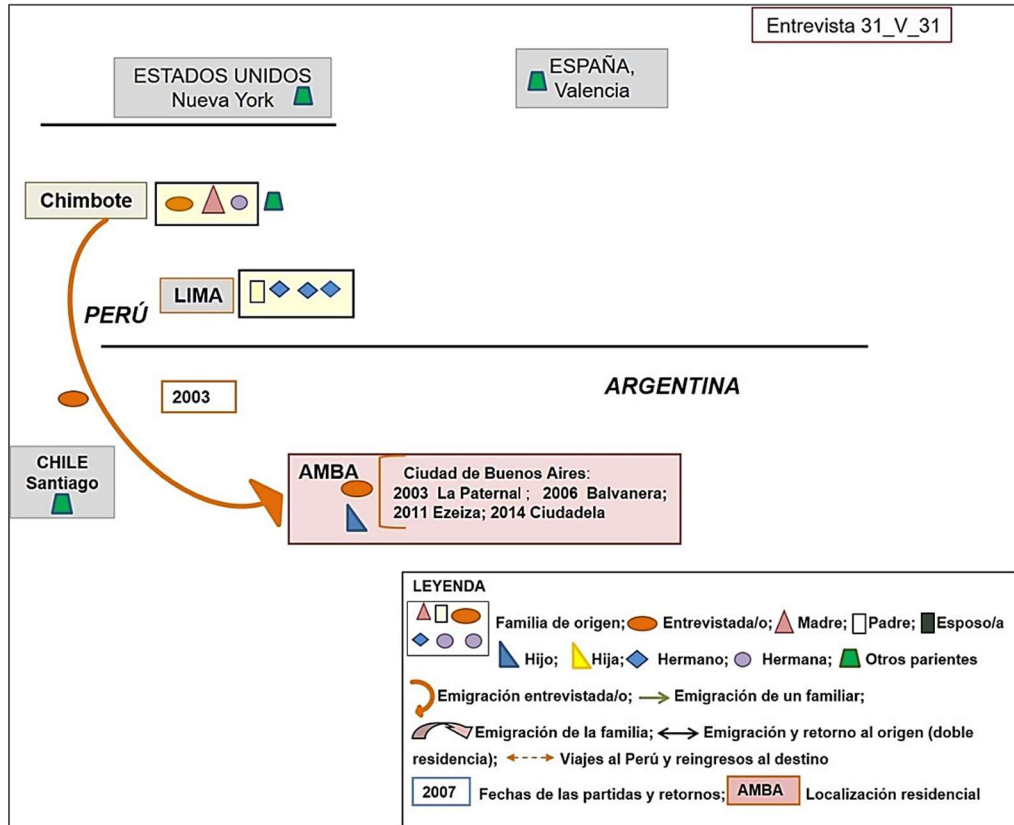 Entrevista 31_V_31
ESTADOS UNIDOS
Nueva York
ESPAÑA,
Valencia
Chimbote
LIMA
PERÚ
2003
ARGENTINA
CHILE
Santiago
AMBA
Ciudad de Buenos Aires:
2003 La Paternal ; 2006 Balvanera;
2011 Ezeiza; 2014 Ciudadela
LEYENDA
Familia de origen; Entrevistada/o; Madre; Padre; Esposo/a
Hijo; Hija; Hermano; Hermana; Otros parientes
Emigración entrevistada/o; Emigración de un familiar;
Emigración de la familia; Emigración y retorno al origen (doble
residencia); Viajes al Perú y reingresos al destino
2007 Fechas de las partidas y retornos; AMBA Localización residencial